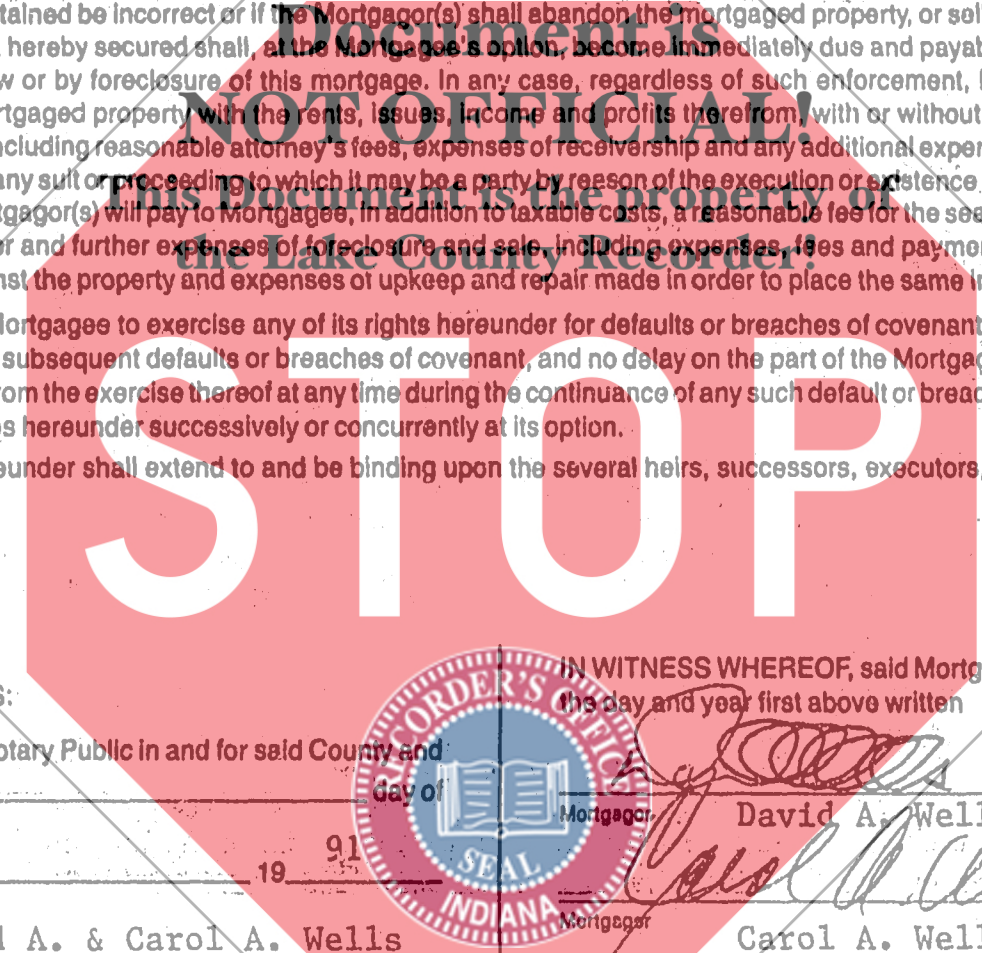 tained be incorrect or if the Mortgagor(s) shall abandon the mortgaged property, or sell
Document is
hereby secured shall, at the Mortgagee's option, become immediately due and payab
w or by foreclosure of this mortgage. In any case, regardless of such enforcement,
rtgaged property with the rents, issues, income and profits therefrom, with or without
NOT OFFICIAL!
cluding reasonable attorney's fees, expenses of receivership and any additional exper
any suit or proceeding to which it may be a party by reason of the execution or existence
This Document is the property of
tgagor(s) will pay to Mortgagee, in addition to taxable costs, a reasonable fee for the sea
er and further expenses of foreclosure and sale, including expenses, fees and paymer
the Lake County Recorder!
nst the property and expenses of upkeep and repair made in order to place the same in
Mortgagee to exercise any of its rights hereunder for defaults or breaches of covenant
subsequent defaults or breaches of covenant, and no delay on the part of the Mortgag
om the exercise thereof at any time during the continuance of any such default or breac
s hereunder successively or concurrently at its option.
eunder shall extend to and be binding upon the several heirs, successors, executors,
STOP
IN WITNESS WHEREOF, said Mortg
S:
the day and year first above written
otary Public in and for said County and
day of
RECORDER'S OFFICE
SEAL
INDIANA
Mortgagor
David A. Well
19 91
Mortgagor
l A. & Carol A. Wells
Carol A. Well